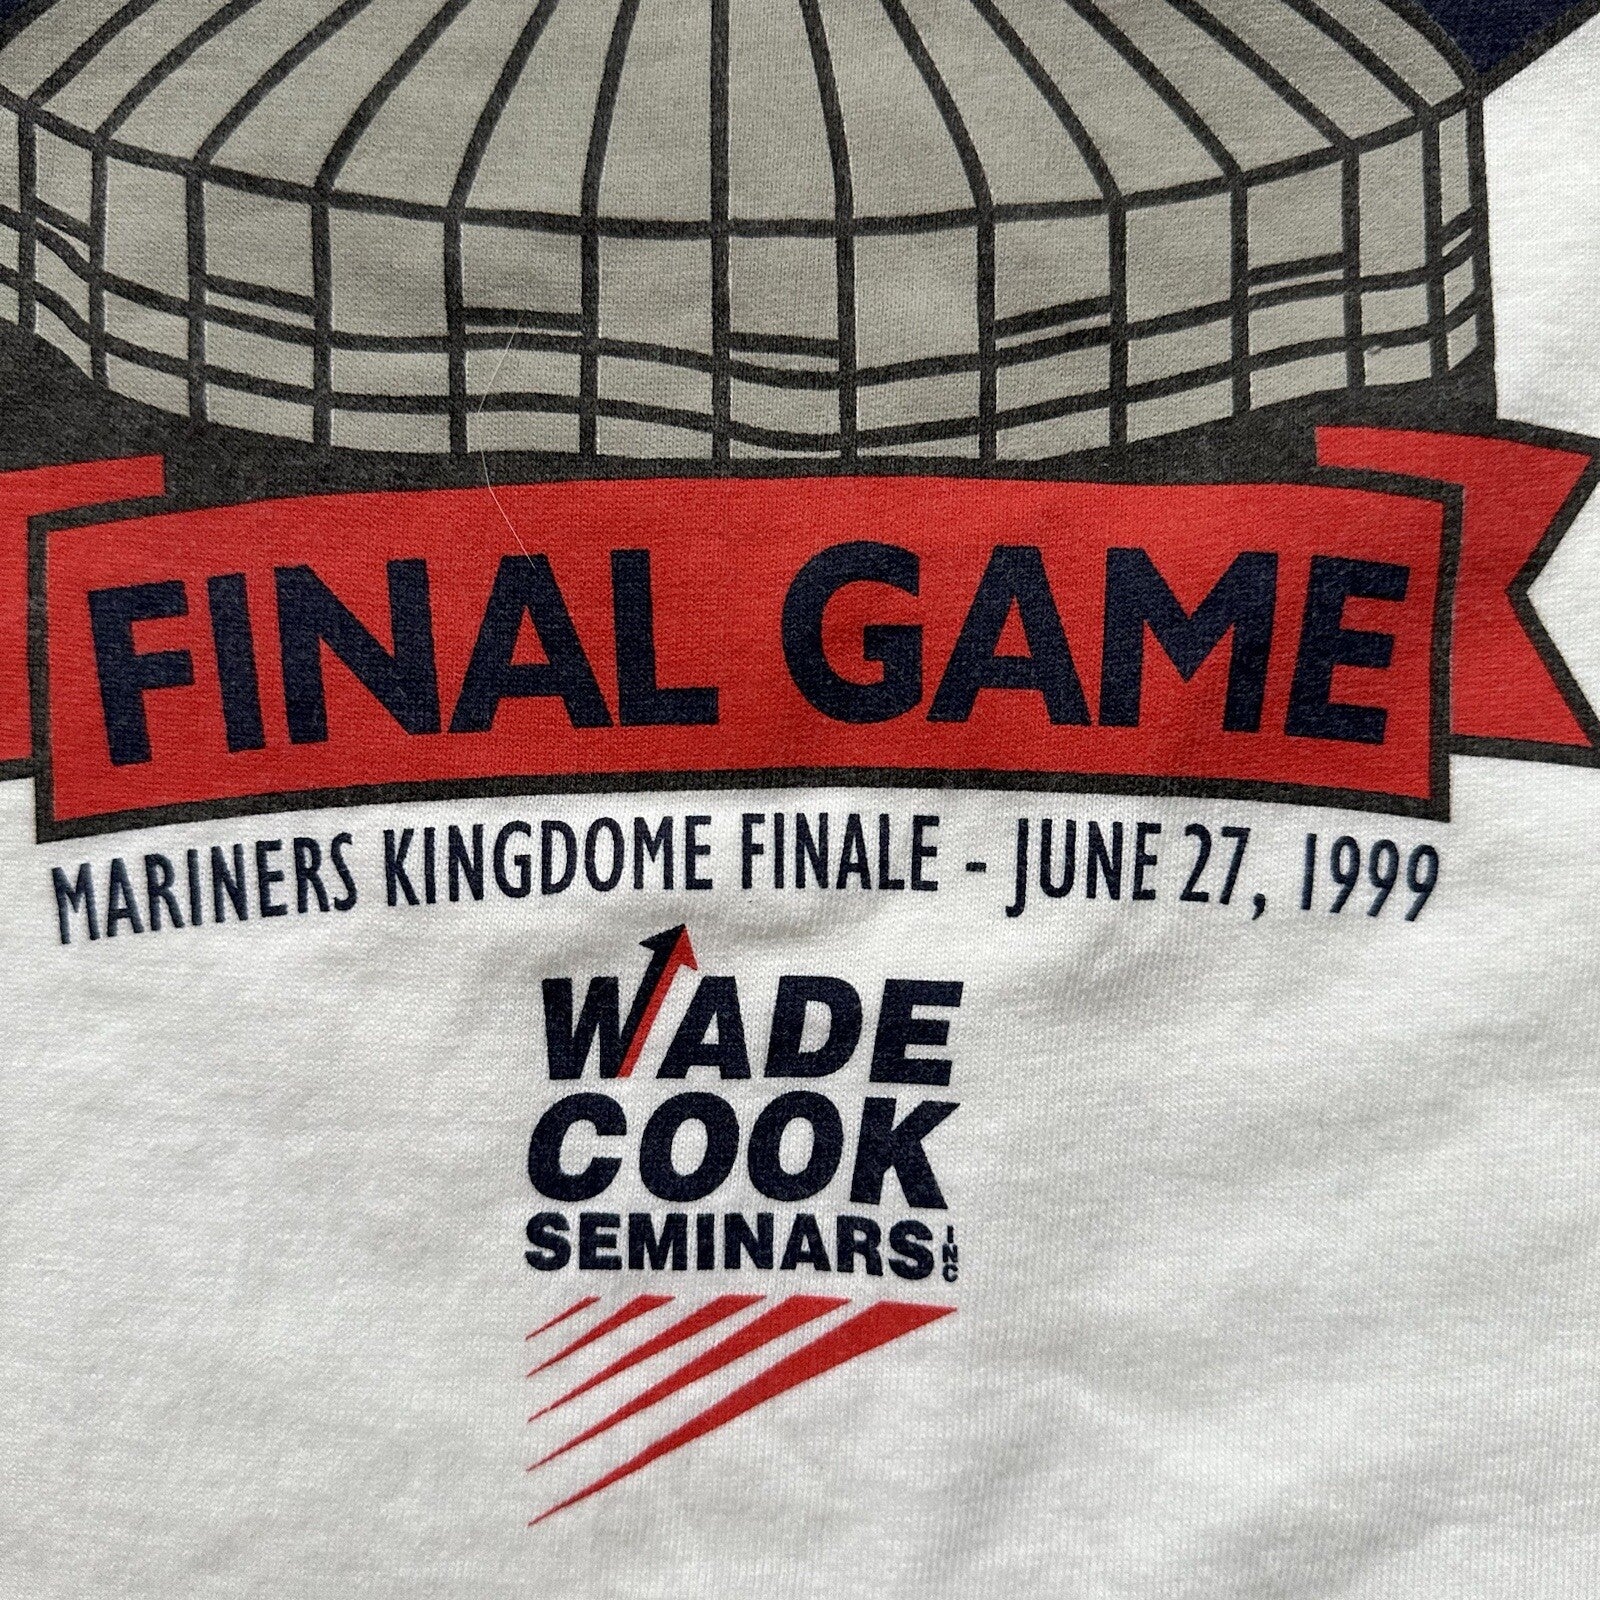 FINAL GAME
MARINERS KINGDOME FINALE - JUNE 27, 1999
WADE
COOK
SEMINARS INC